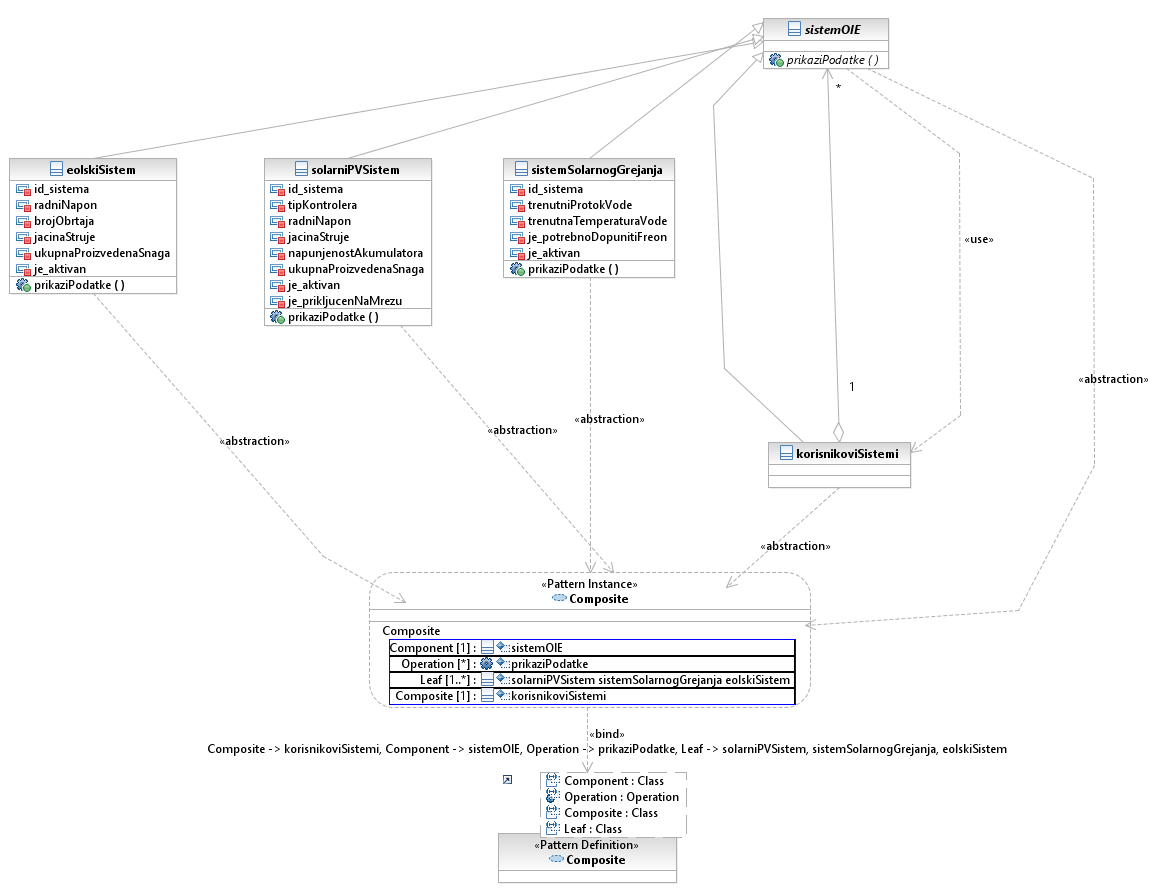 sistemOIE
prikaziPodatke ( )
*
eolskiSistem
id_sistema
radniNapon
brojObrtaja
jacinaStruje
ukupnaProizvedenaSnaga
je_aktivan
prikaziPodatke ( )
solarniPVSistem
id_sistema
tipKontrolera
radniNapon
jacinaStruje
napunjenostAkumulatora
ukupnaProizvedenaSnaga
je_aktivan
je_prikljucenNaMrezu
prikaziPodatke ( )
sistemSolarnogGrejanja
id_sistema
trenutniProtokVode
trenutnaTemperaturaVode
je_potrebnoDopunitiFreon
je_aktivan
prikaziPodatke ( )
«use»
«abstraction»
1
«abstraction»
«abstraction»
«abstraction»
korisnikoviSistemi
«abstraction»
«Pattern Instance»
Composite
Composite
Component [1] : sistemOIE
Operation [*] : prikaziPodatke
Leaf [1..*] : solarniPVSistem sistemSolarnogGrejanja eolskiSistem
Composite [1] : korisnikoviSistemi
«bind»
Composite -> korisnikoviSistemi, Component -> sistemOIE, Operation -> prikaziPodatke, Leaf -> solarniPVSistem, sistemSolarnogGrejanja, eolskiSistem
Component : Class
Operation : Operation
Composite : Class
Leaf : Class
«Pattern Definition»
Composite